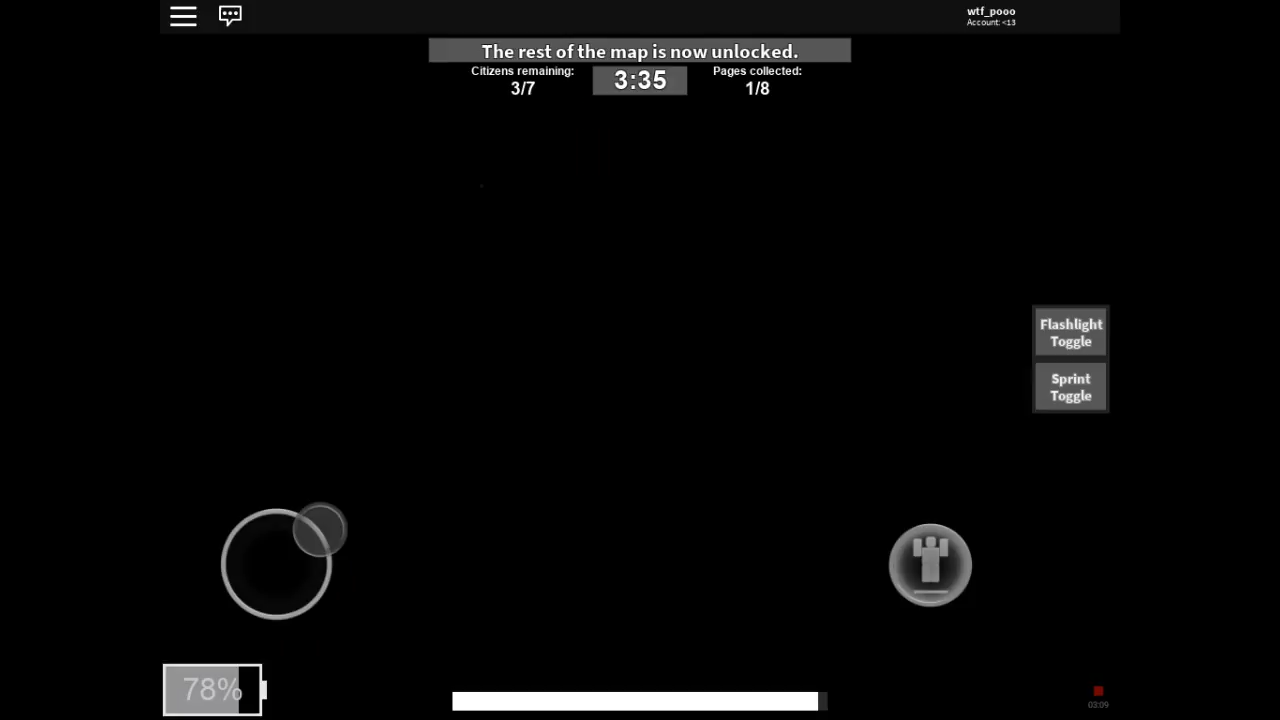 wtf_pooo
Account: <13
The rest of the map is now unlocked.
Citizens remaining:
3/7
3:35
Pages collected:
1/8
Flashlight
Toggle
Sprint
Toggle
78%
03:09